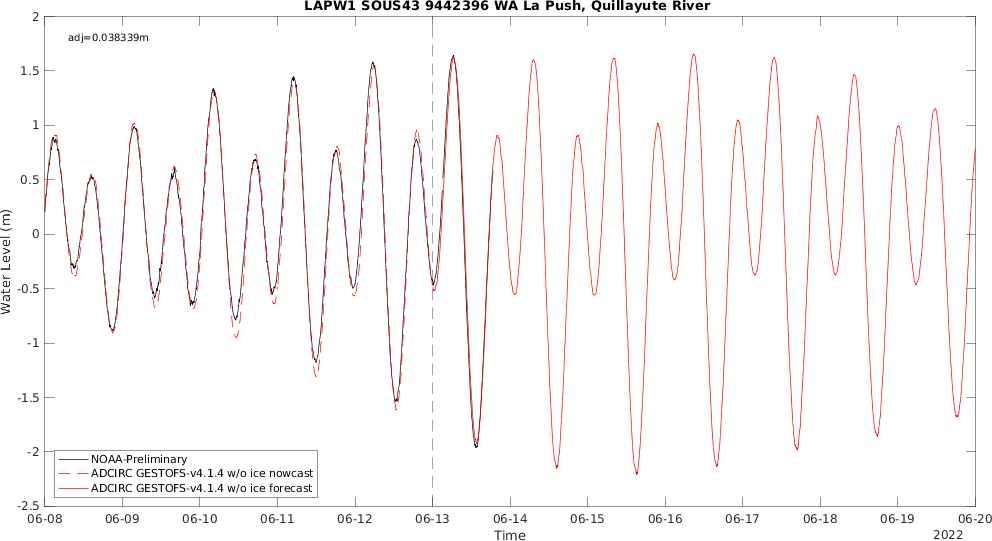 LAPW1 SOUS43 9442396 WA La Push, Quillayute River
adj=0.038339m
2
1.5
1
0.5
0
-0.5
-1
-1.5
-2
-2.5
Water Level (m)
NOAA-Preliminary
ADCIRC GESTOFS-v4.1.4 w/o ice nowcast
ADCIRC GESTOFS-v4.1.4 w/o ice forecast
06-08 06-09 06-10 06-11 06-12 06-13 06-14 06-15 06-16 06-17 06-18 06-19 06-20
Time
2022